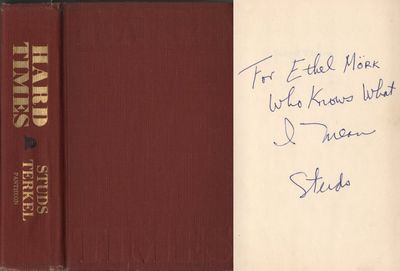 HARD
TIMES
STUDS
TERKEL
PANTHEON
For Ethel Mörk
Who Knows What
I Mean
Studs